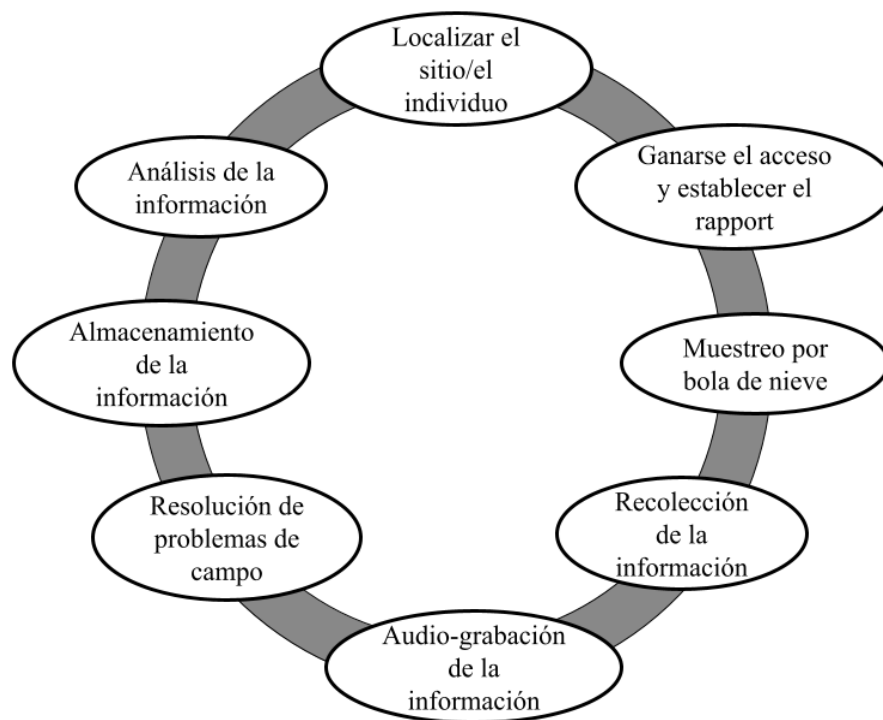 Localizar el
sitio/el
individuo
Ganarse el acceso
y establecer el
rapport
Muestreo por
bola de nieve
Recolección
de la
información
Audio-grabación
de la
información
Resolución de
problemas de
campo
Almacenamiento
de la
información
Análisis de la
información